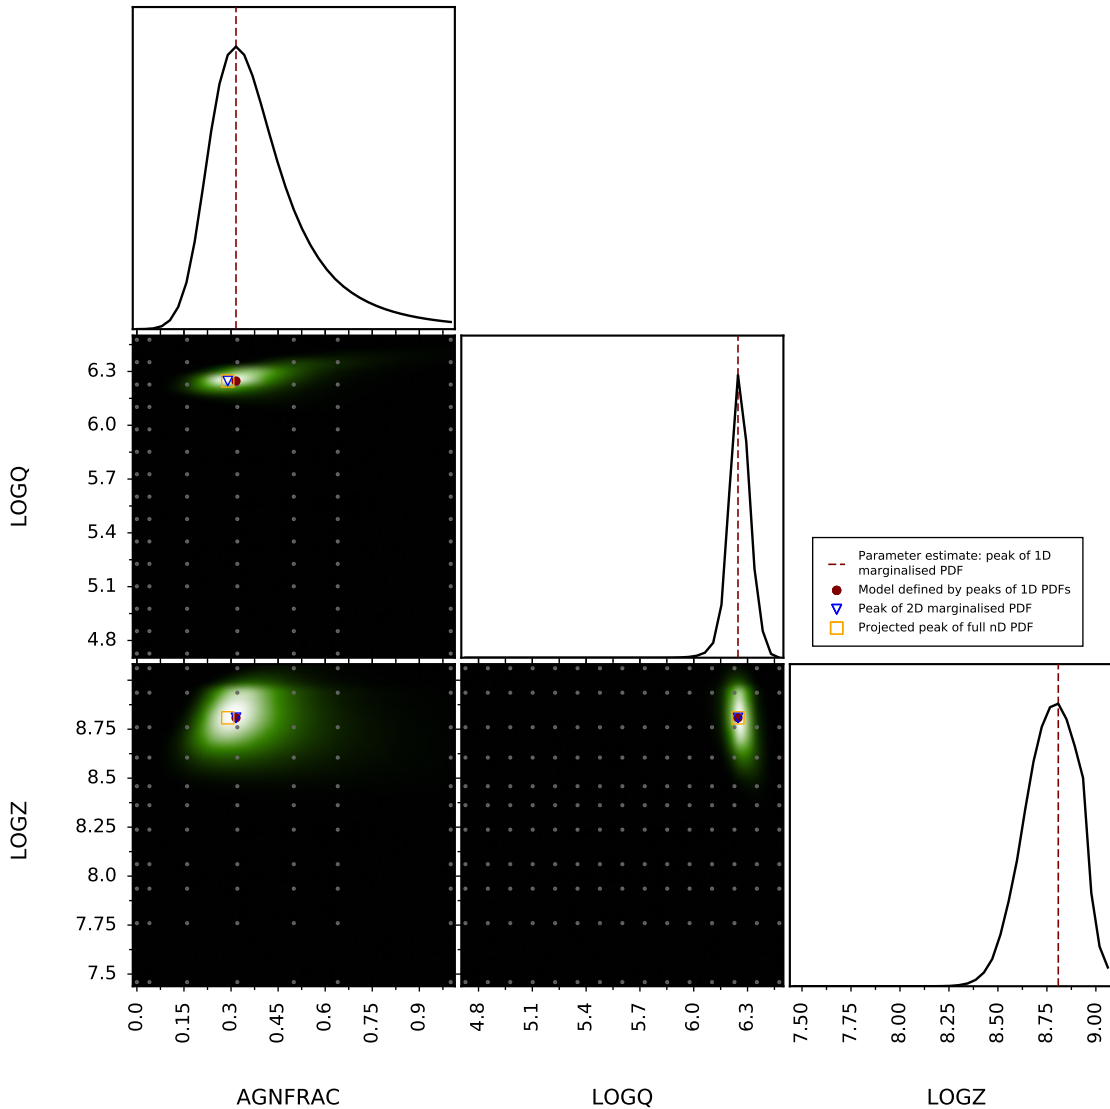 6.3
6.0
5.7
5.4
5.1
4.8
LOGQ
Parameter estimate: peak of 1D
marginalised PDF
Model defined by peaks of 1D PDFs
Peak of 2D marginalised PDF
Projected peak of full nD PDF
8.75
8.5
8.25
8.0
7.75
7.5
LOGZ
0.0 0.15 0.3 0.45 0.6 0.75 0.9
4.8 5.1 5.4 5.7 6.0 6.3
7.50 7.75 8.00 8.25 8.50 8.75 9.00
AGNFRAC LOGQ LOGZ